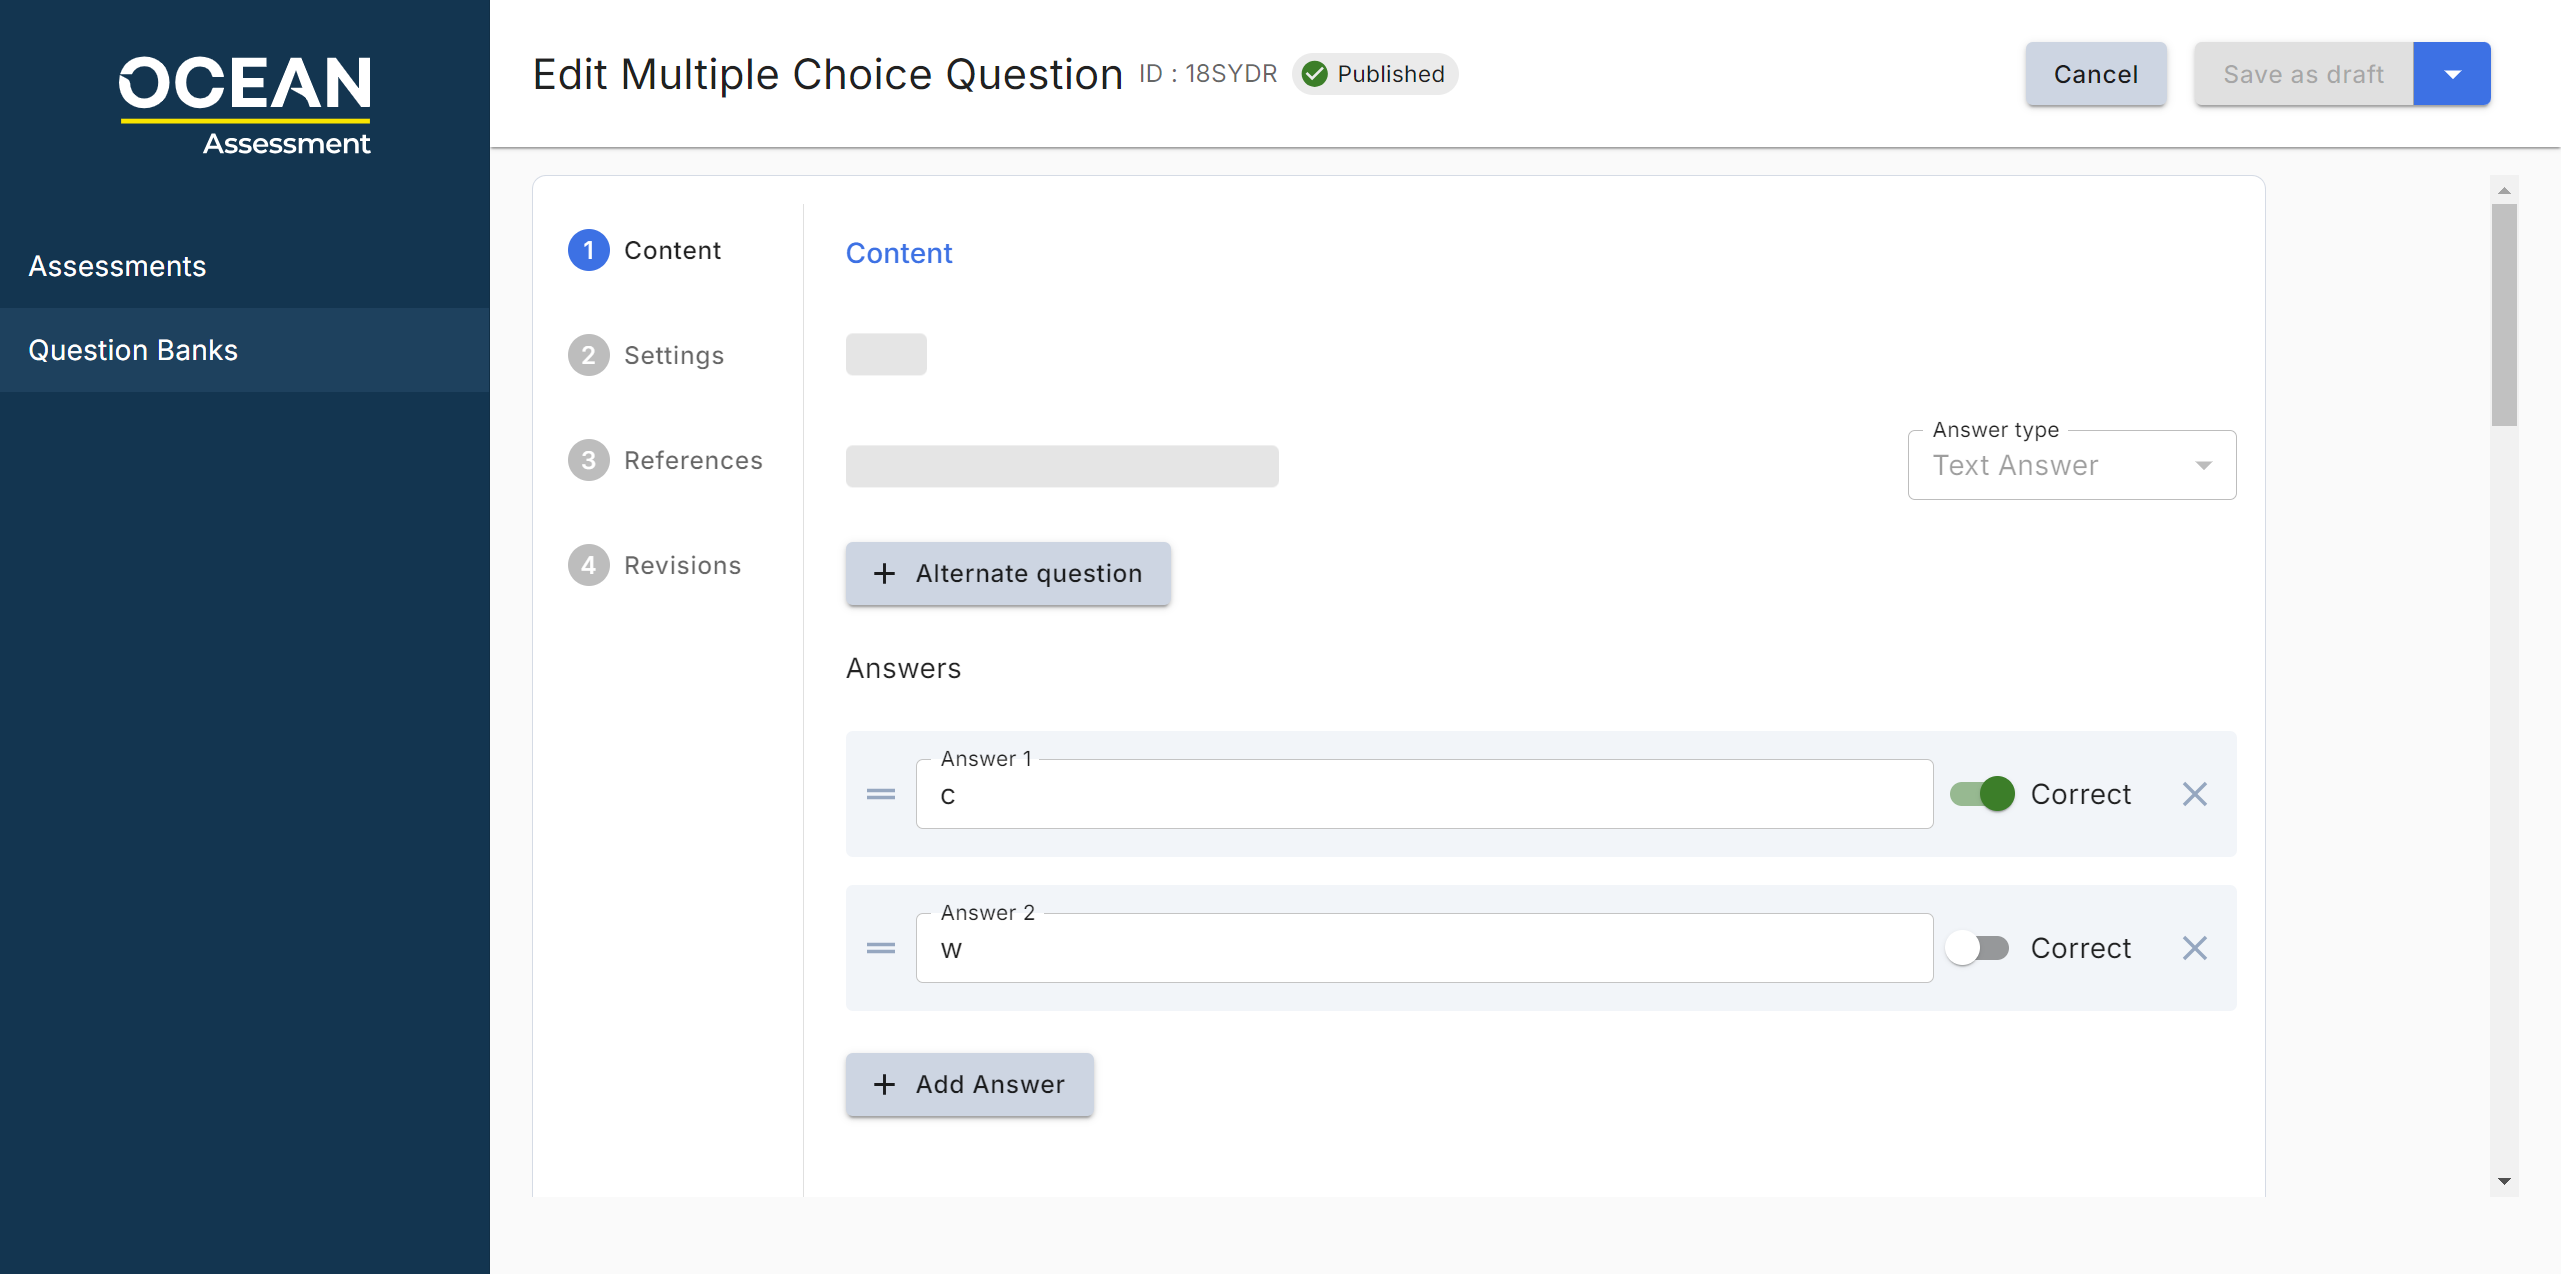 OCEAN
Assessment
Assessments
Question Banks
Edit Multiple Choice Question ID : 18SYDR Published
Cancel
Save as draft
1 Content
2 Settings
3 References
4 Revisions
Content
Answer type
Text Answer
Alternate question
Answers
Answer 1
c
Correct
Answer 2
w
Correct
Add Answer